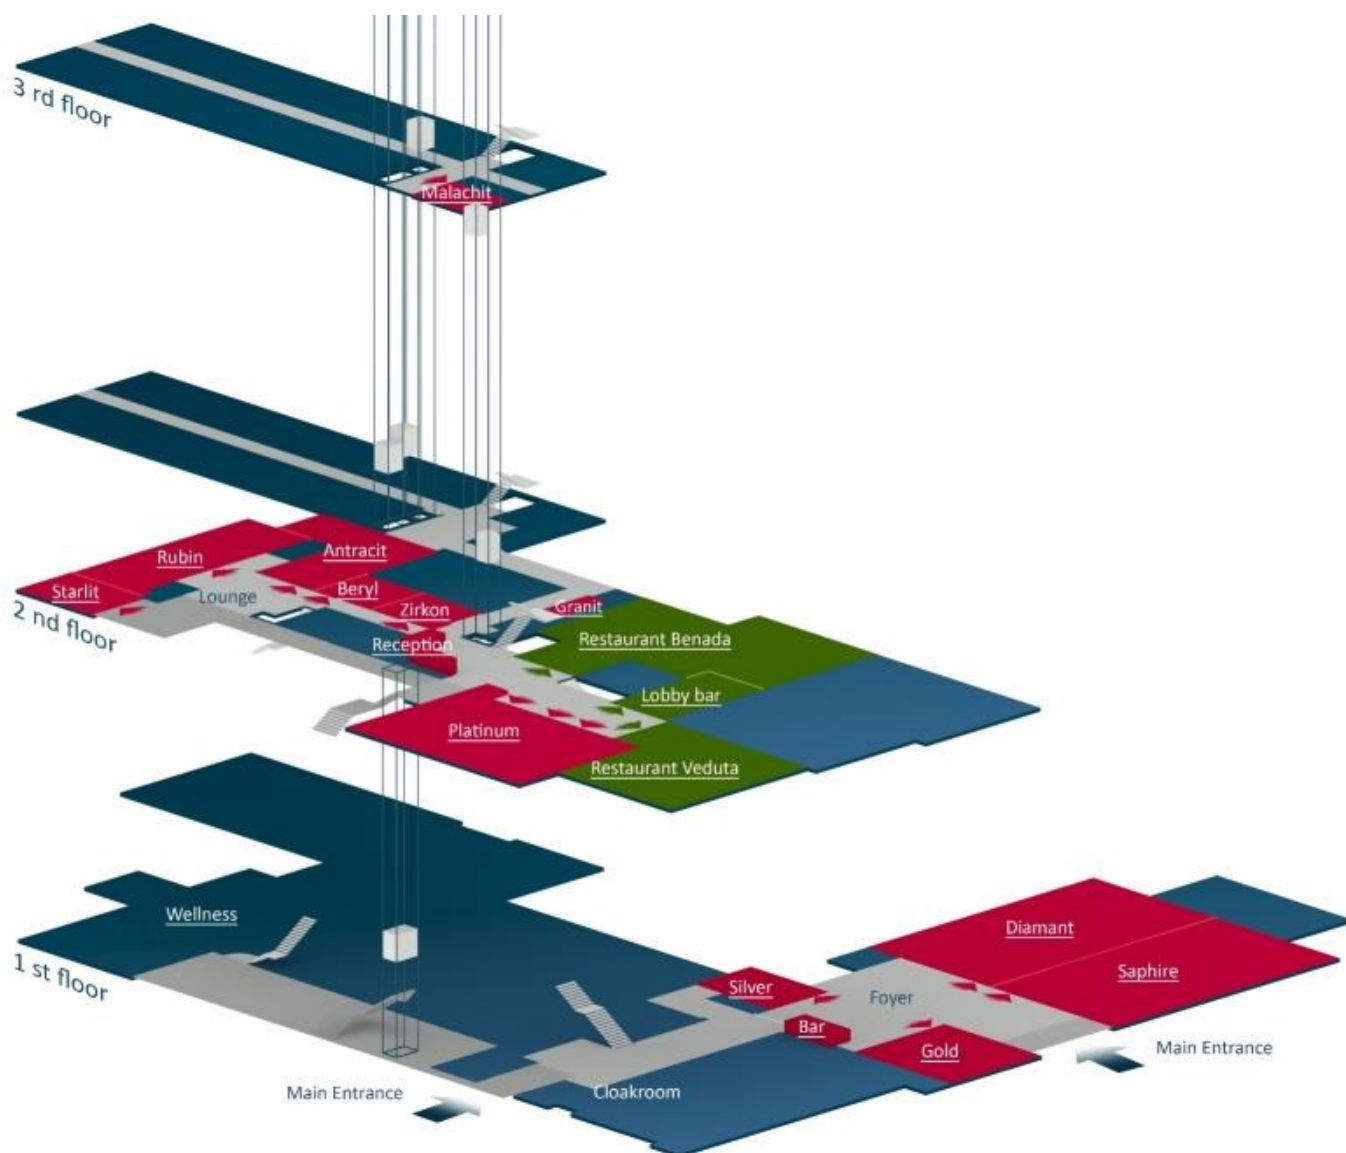 3 rd floor
Malachit
Rubin
Antracit
Starlit
Lounge
Beryl
Zirkon
Granit
2 nd floor
Reception
Restaurant Benada
Lobby bar
Platinum
Restaurant Veduta
Wellness
1 st floor
Diamant
Saphire
Silver
Foyer
Bar
Gold
Main Entrance
Main Entrance
Cloakroom